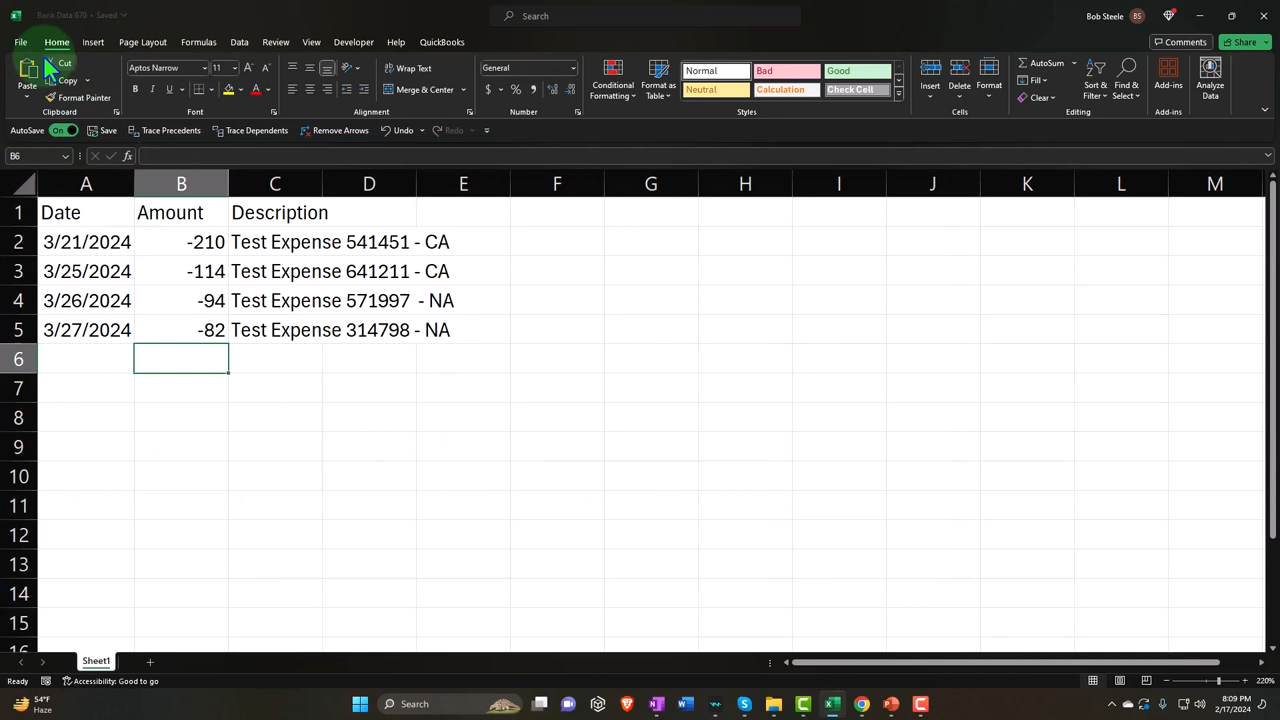 Bank Data 970 • Saved
Search
Bob Steele
BS
File Home Insert Page Layout Formulas Data Review View Developer Help QuickBooks
Comments
Share
Paste
Cut
Copy
Format Painter
Clipboard
Aptos Narrow
11
B I U
Font
Wrap Text
Merge & Center
Alignment
General
$ % 9
Number
Conditional Formatting
Format as Table
Normal Bad Good
Neutral Calculation Check Cell
Styles
Insert Delete Format
Cells
AutoSum
Fill
Clear
Sort & Filter
Find & Select
Editing
Add-ins
Add-ins
Analyze Data
AutoSave On Save Trace Precedents Trace Dependents Remove Arrows Undo Redo
B6
fx
A B C D E F G H I J K L M
1 Date Amount Description
2 3/21/2024 -210 Test Expense 541451 - CA
3 3/25/2024 -114 Test Expense 641211 - CA
4 3/26/2024 -94 Test Expense 571997  - NA
5 3/27/2024 -82 Test Expense 314798 - NA
6
7
8
9
10
11
12
13
14
15
16
Sheet1
Ready Accessibility: Good to go
220%
54°F
Haze
Search
8:09 PM
2/17/2024